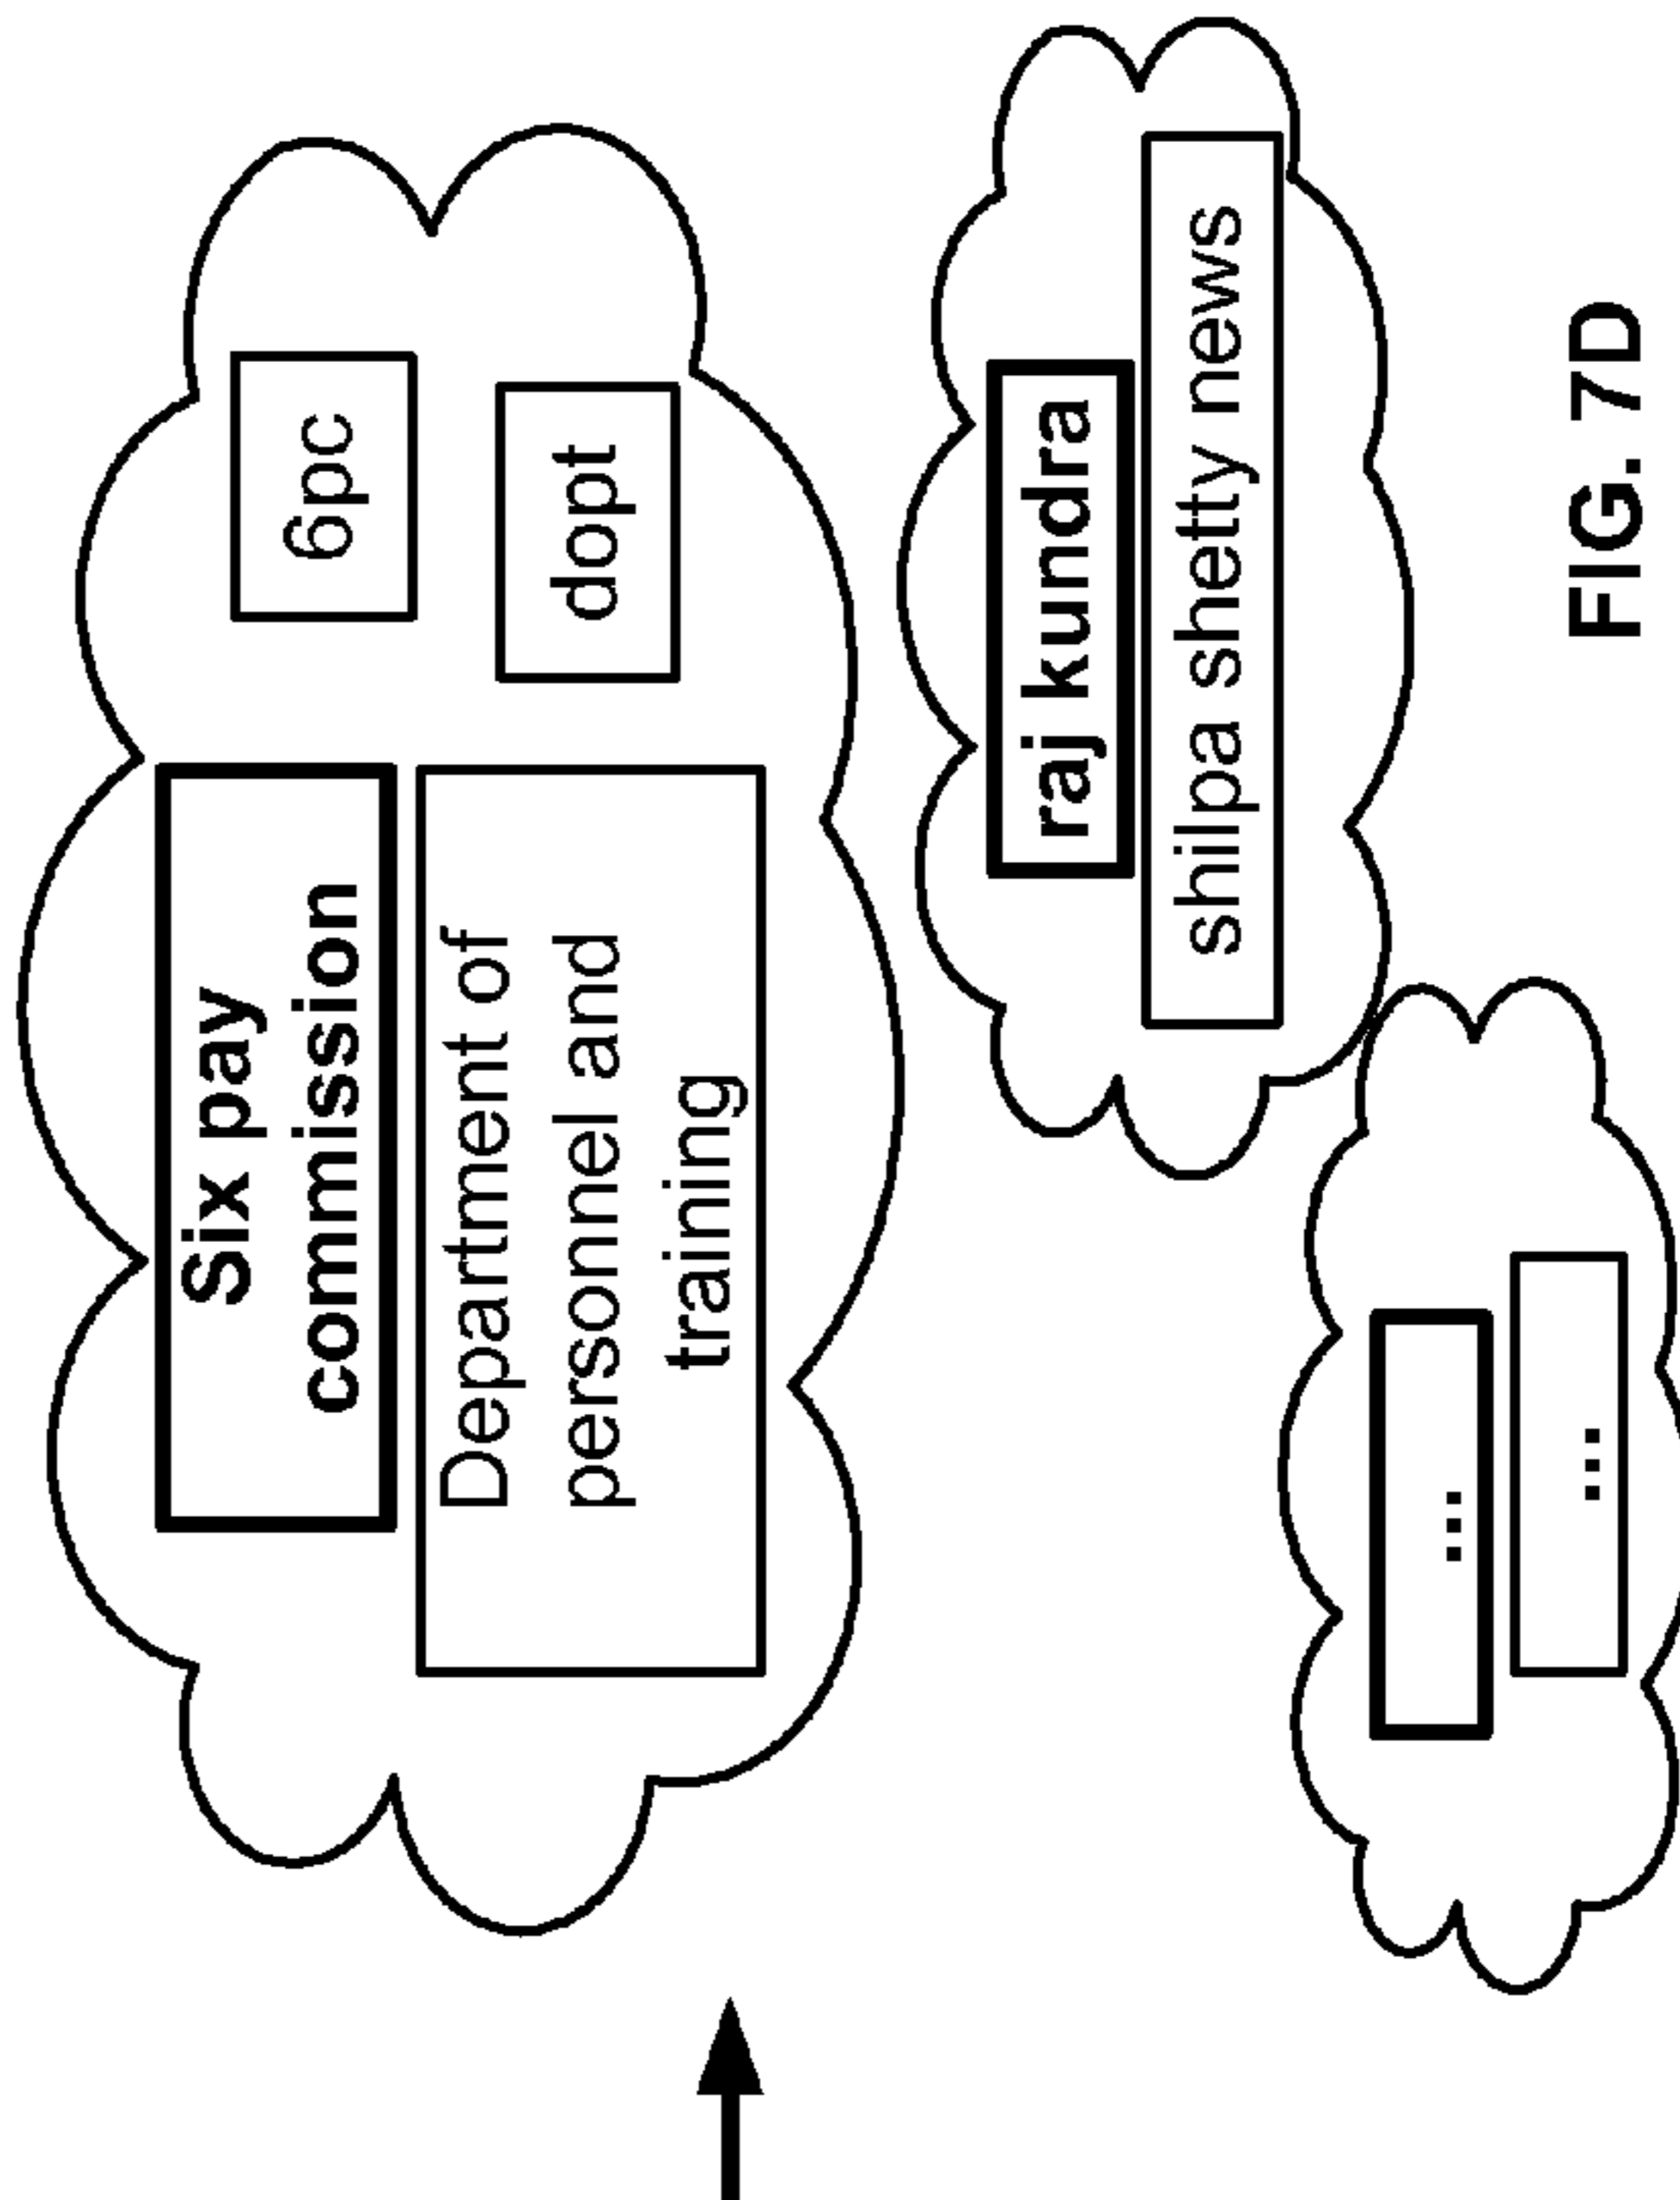 Six pay
commission
6pc
Department of
personnel and
training
dopt
raj kundra
shilpa shetty news
...
...
FIG. 7D